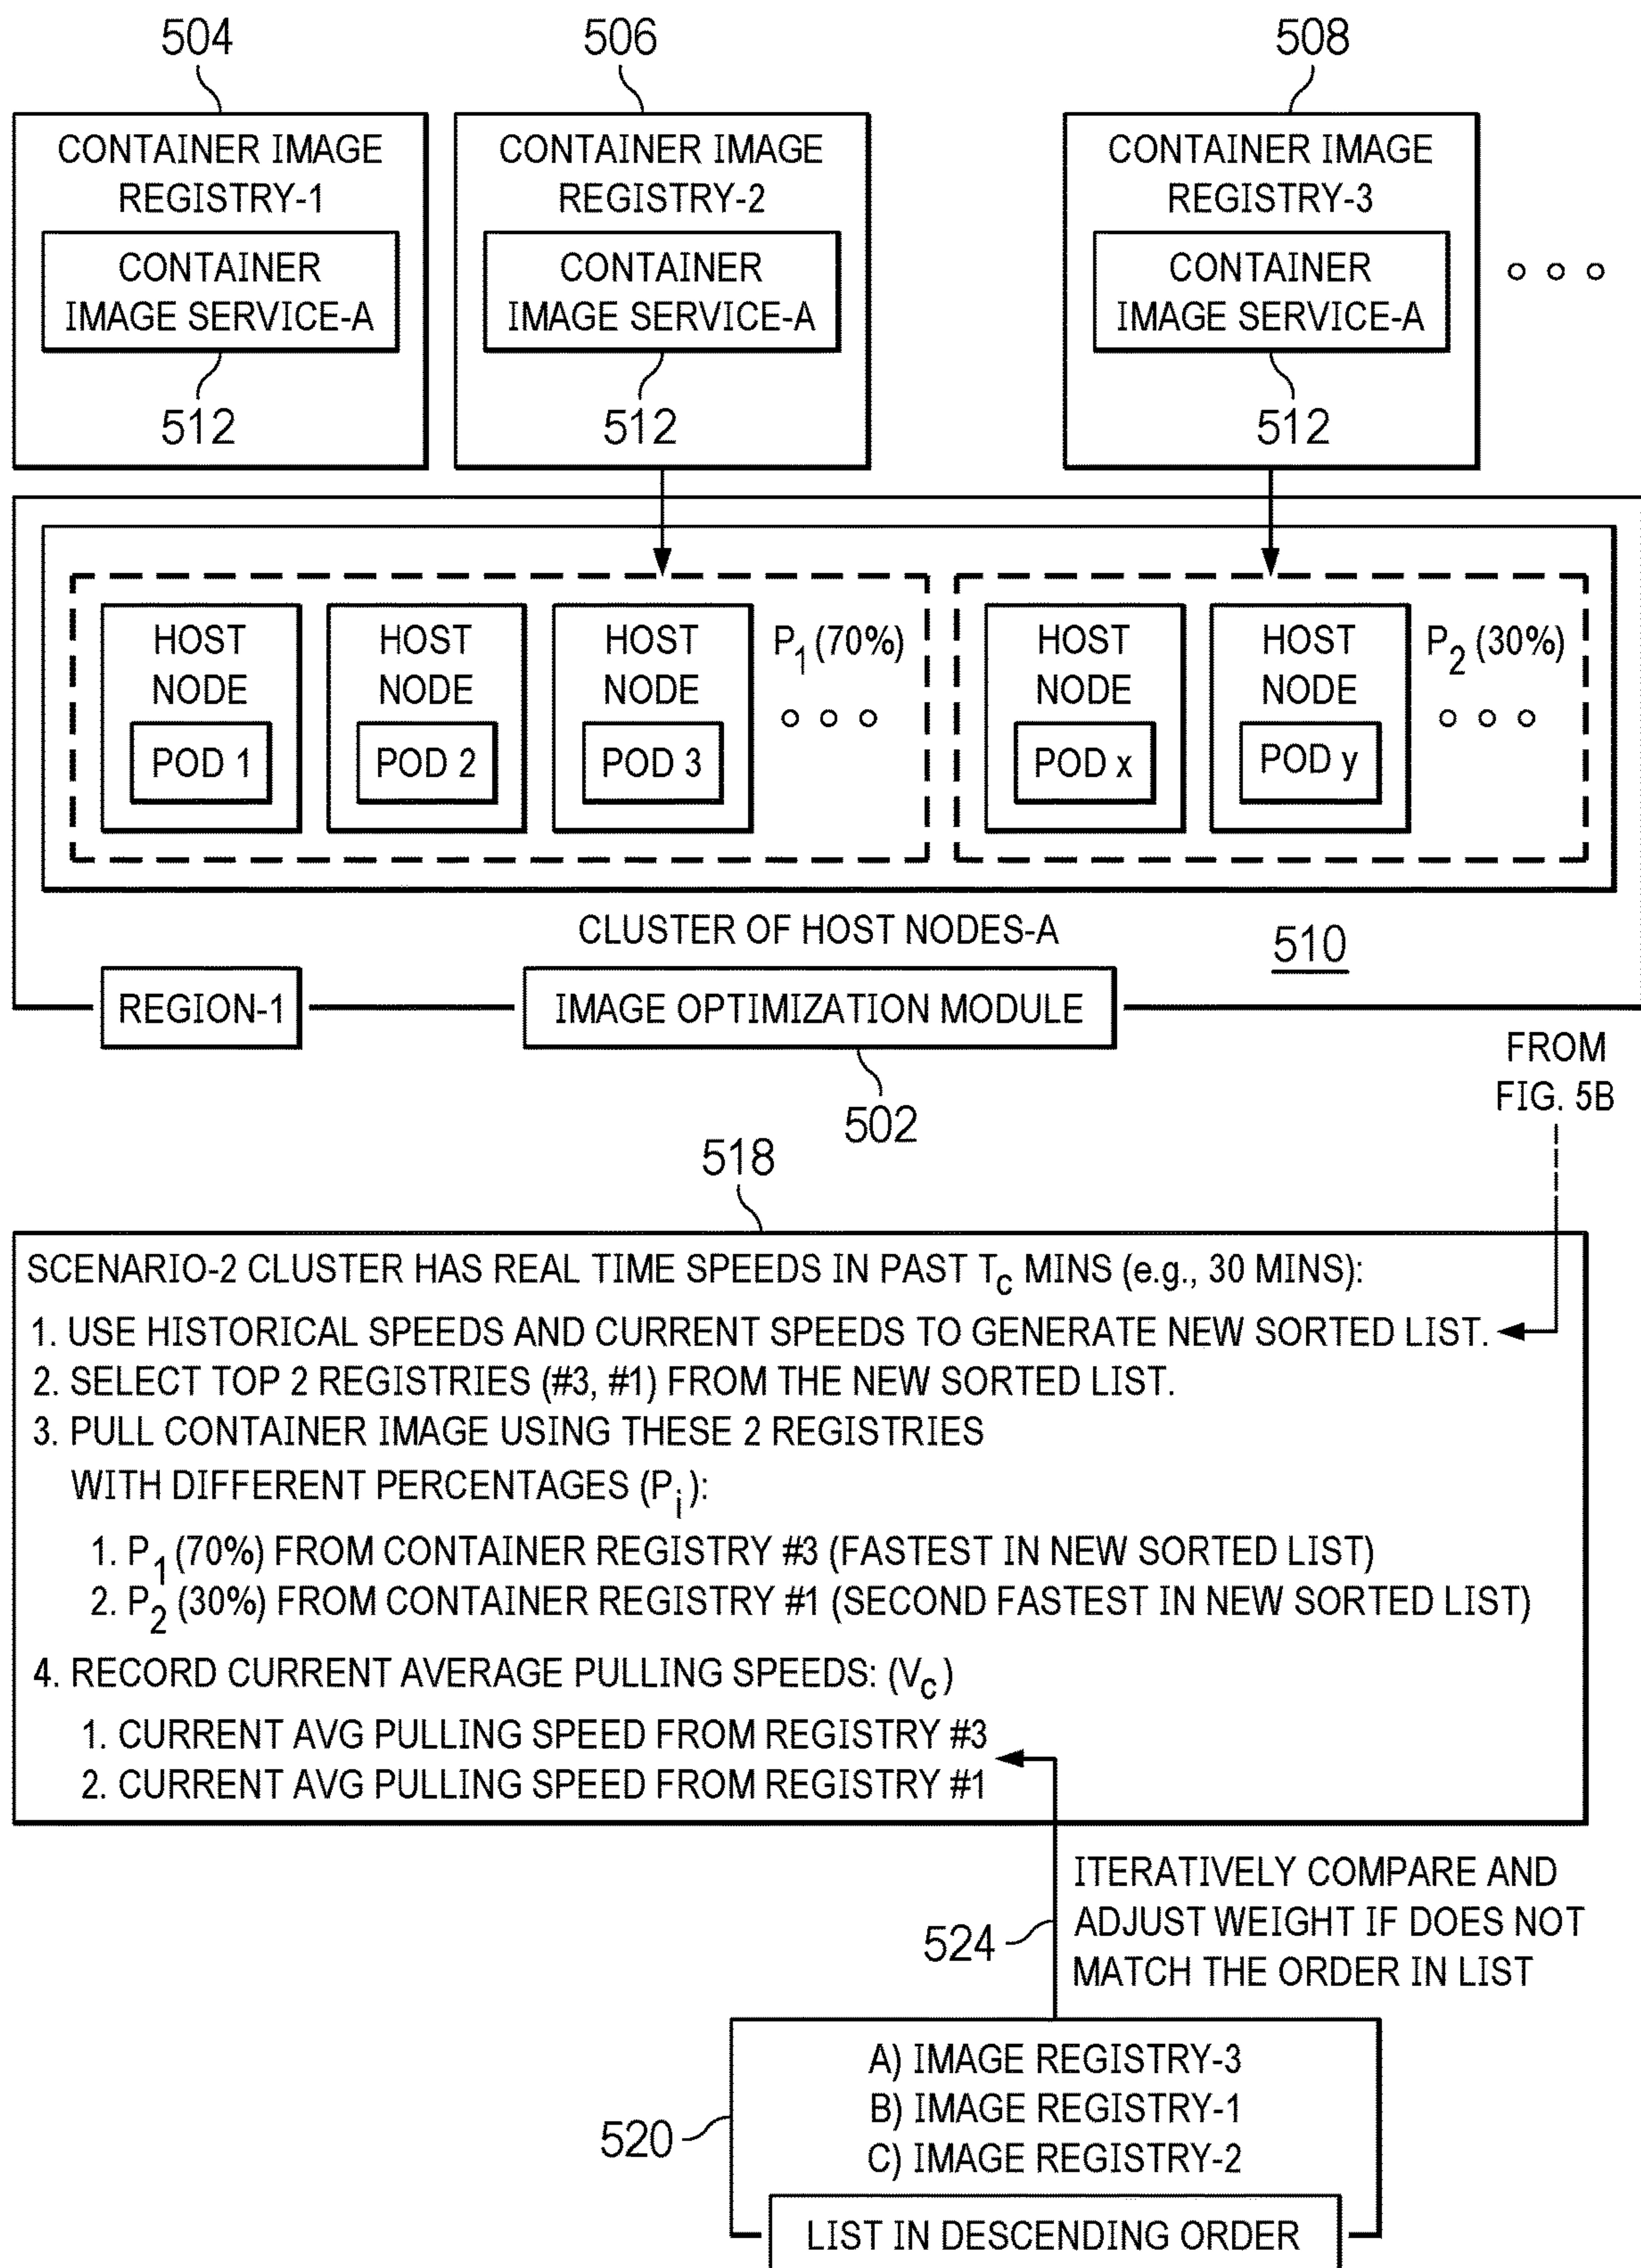 504
506
508
CONTAINER IMAGE
REGISTRY-1
CONTAINER
IMAGE SERVICE-A
512
CONTAINER IMAGE
REGISTRY-2
CONTAINER
IMAGE SERVICE-A
512
CONTAINER IMAGE
REGISTRY-3
CONTAINER
IMAGE SERVICE-A
512
HOST
NODE
POD 1
HOST
NODE
POD 2
HOST
NODE
POD 3
P1 (70%)
HOST
NODE
POD x
HOST
NODE
POD y
P2 (30%)
CLUSTER OF HOST NODES-A
510
REGION-1
IMAGE OPTIMIZATION MODULE
502
FROM
FIG. 5B
518
SCENARIO-2 CLUSTER HAS REAL TIME SPEEDS IN PAST Tc MINS (e.g., 30 MINS):
1. USE HISTORICAL SPEEDS AND CURRENT SPEEDS TO GENERATE NEW SORTED LIST.
2. SELECT TOP 2 REGISTRIES (#3, #1) FROM THE NEW SORTED LIST.
3. PULL CONTAINER IMAGE USING THESE 2 REGISTRIES
WITH DIFFERENT PERCENTAGES (Pi):
1. P1 (70%) FROM CONTAINER REGISTRY #3 (FASTEST IN NEW SORTED LIST)
2. P2 (30%) FROM CONTAINER REGISTRY #1 (SECOND FASTEST IN NEW SORTED LIST)
4. RECORD CURRENT AVERAGE PULLING SPEEDS: (Vc)
1. CURRENT AVG PULLING SPEED FROM REGISTRY #3
2. CURRENT AVG PULLING SPEED FROM REGISTRY #1
524
ITERATIVELY COMPARE AND
ADJUST WEIGHT IF DOES NOT
MATCH THE ORDER IN LIST
520
A) IMAGE REGISTRY-3
B) IMAGE REGISTRY-1
C) IMAGE REGISTRY-2
LIST IN DESCENDING ORDER